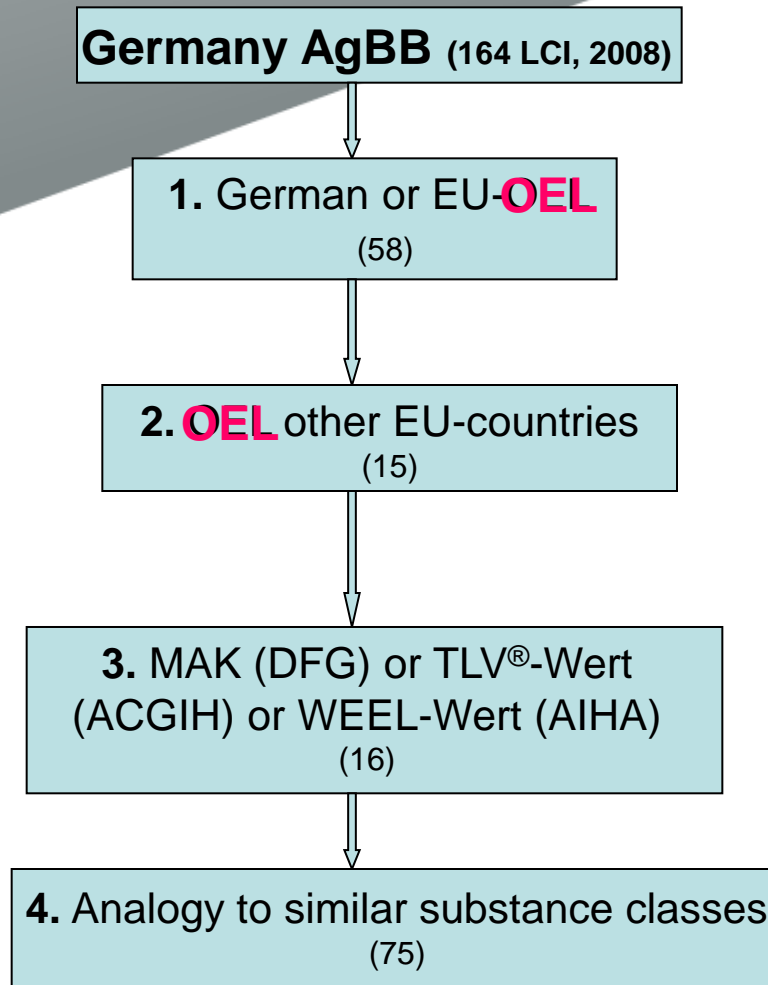 Germany AgBB (164 LCI, 2008)
1. German or EU-OEL
(58)
2. OEL other EU-countries
(15)
3. MAK (DFG) or TLV®-Wert
(ACGIH) or WEEL-Wert (AIHA)
(16)
4. Analogy to similar substance classes
(75)